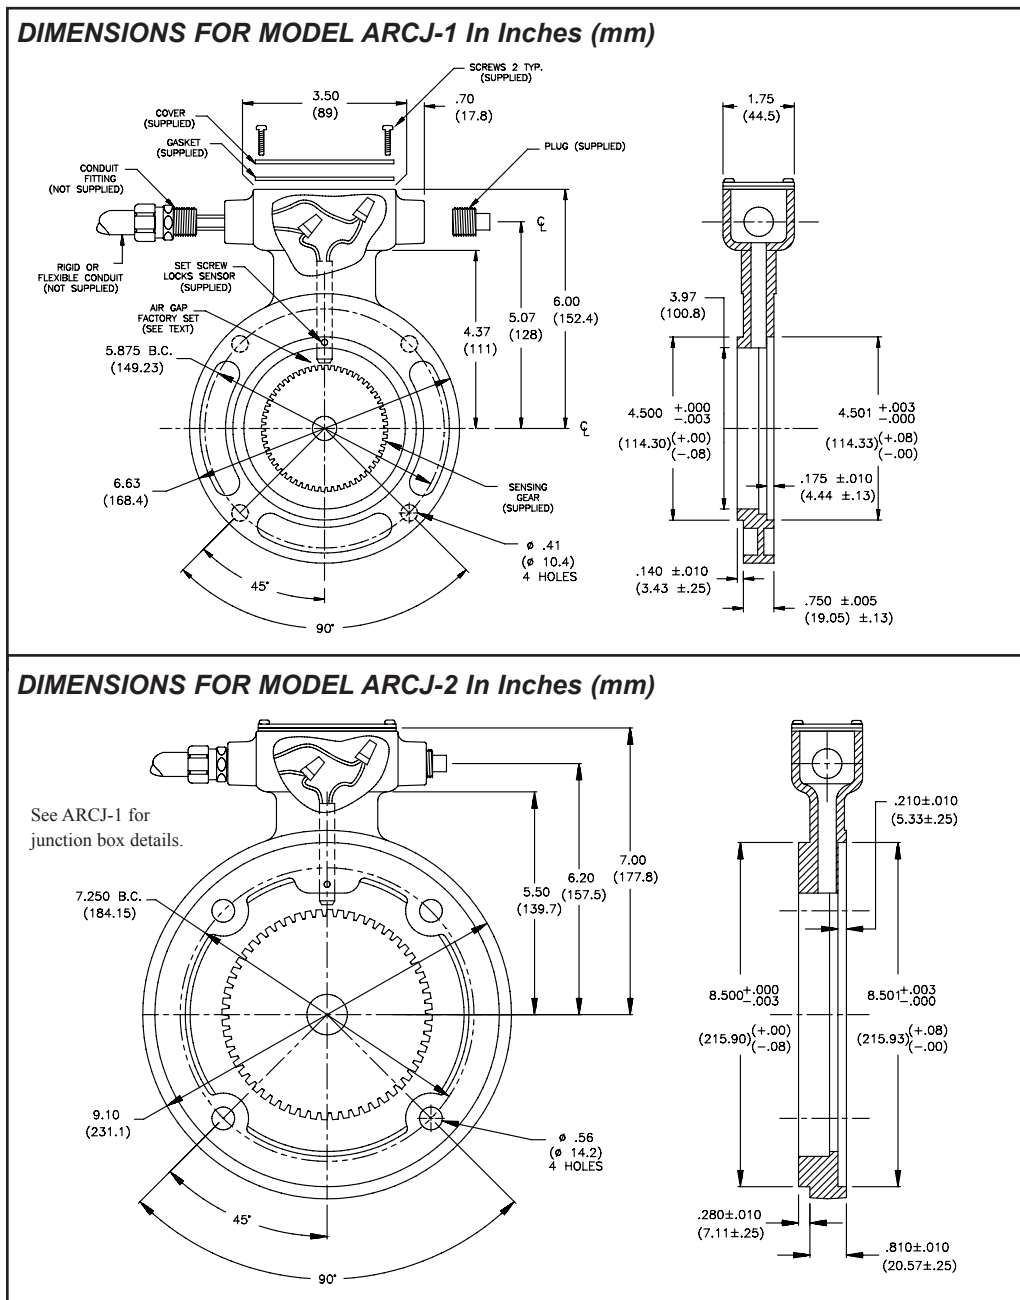 DIMENSIONS FOR MODEL ARCJ-1 In Inches (mm)
SCREWS 2 TYP.
(SUPPLIED)
3.50
(89)
.70
(17.8)
1.75
(44.5)
COVER
(SUPPLIED)
GASKET
(SUPPLIED)
PLUG (SUPPLIED)
CONDUIT
FITTING
(NOT SUPPLIED)
℄
RIGID OR
FLEXIBLE CONDUIT
(NOT SUPPLIED)
SET SCREW
LOCKS SENSOR
(SUPPLIED)
AIR GAP
FACTORY SET
(SEE TEXT)
6.00
(152.4)
5.07
(128)
4.37
(111)
3.97
(100.8)
5.875 B.C.
(149.23)
4.500 +.000
-.003
(114.30) (+.00)
(-.08)
4.501 +.003
-.000
(114.33) (+.08)
(-.00)
℄
6.63
(168.4)
SENSING
GEAR
(SUPPLIED)
.175 ±.010
(4.44 ±.13)
ø .41
(ø 10.4)
4 HOLES
.140 ±.010
(3.43 ±.25)
.750 ±.005
(19.05) ±.13)
45°
90°
DIMENSIONS FOR MODEL ARCJ-2 In Inches (mm)
See ARCJ-1 for
junction box details.
.210±.010
(5.33±.25)
7.00
(177.8)
6.20
(157.5)
5.50
(139.7)
7.250 B.C.
(184.15)
8.500 +.000
-.003
(215.90) (+.00)
(-.08)
8.501 +.003
-.000
(215.93) (+.08)
(-.00)
9.10
(231.1)
ø .56
(ø 14.2)
4 HOLES
.280±.010
(7.11±.25)
.810±.010
(20.57±.25)
45°
90°